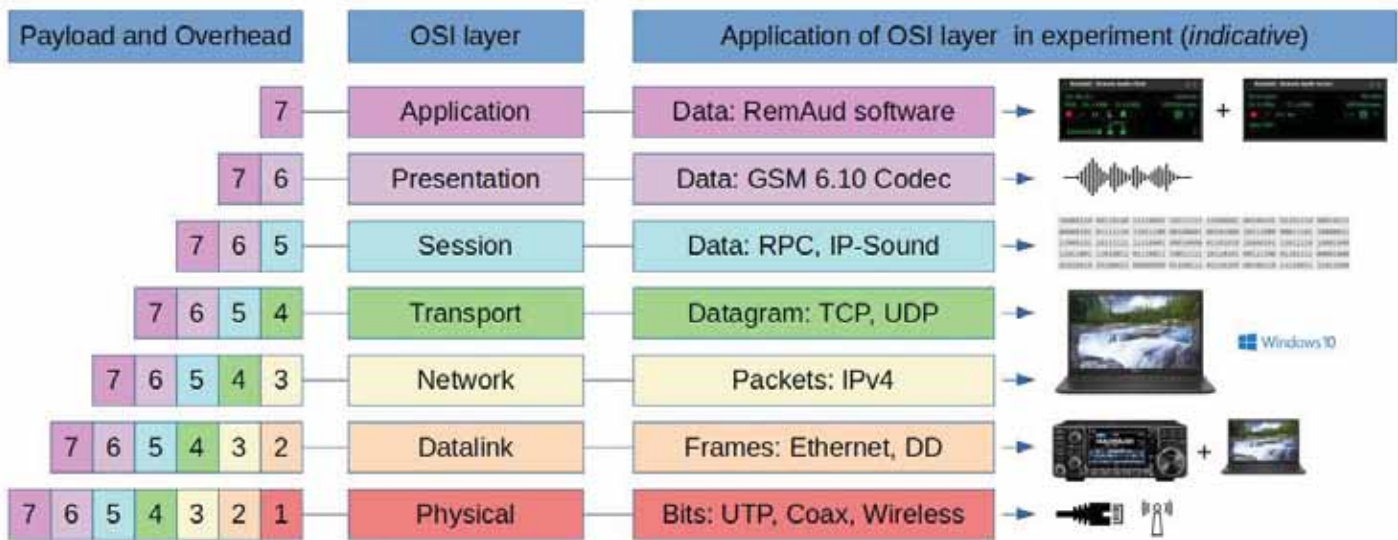 Payload and Overhead OSI layer Application of OSI layer in experiment (indicative)
7 Application Data: RemAud software +
7 6 Presentation Data: GSM 6.10 Codec
7 6 5 Session Data: RPC, IP-Sound
7 6 5 4 Transport Datagram: TCP, UDP
Windows 10
7 6 5 4 3 Network Packets: IPv4
7 6 5 4 3 2 Datalink Frames: Ethernet, DD +
7 6 5 4 3 2 1 Physical Bits: UTP, Coax, Wireless